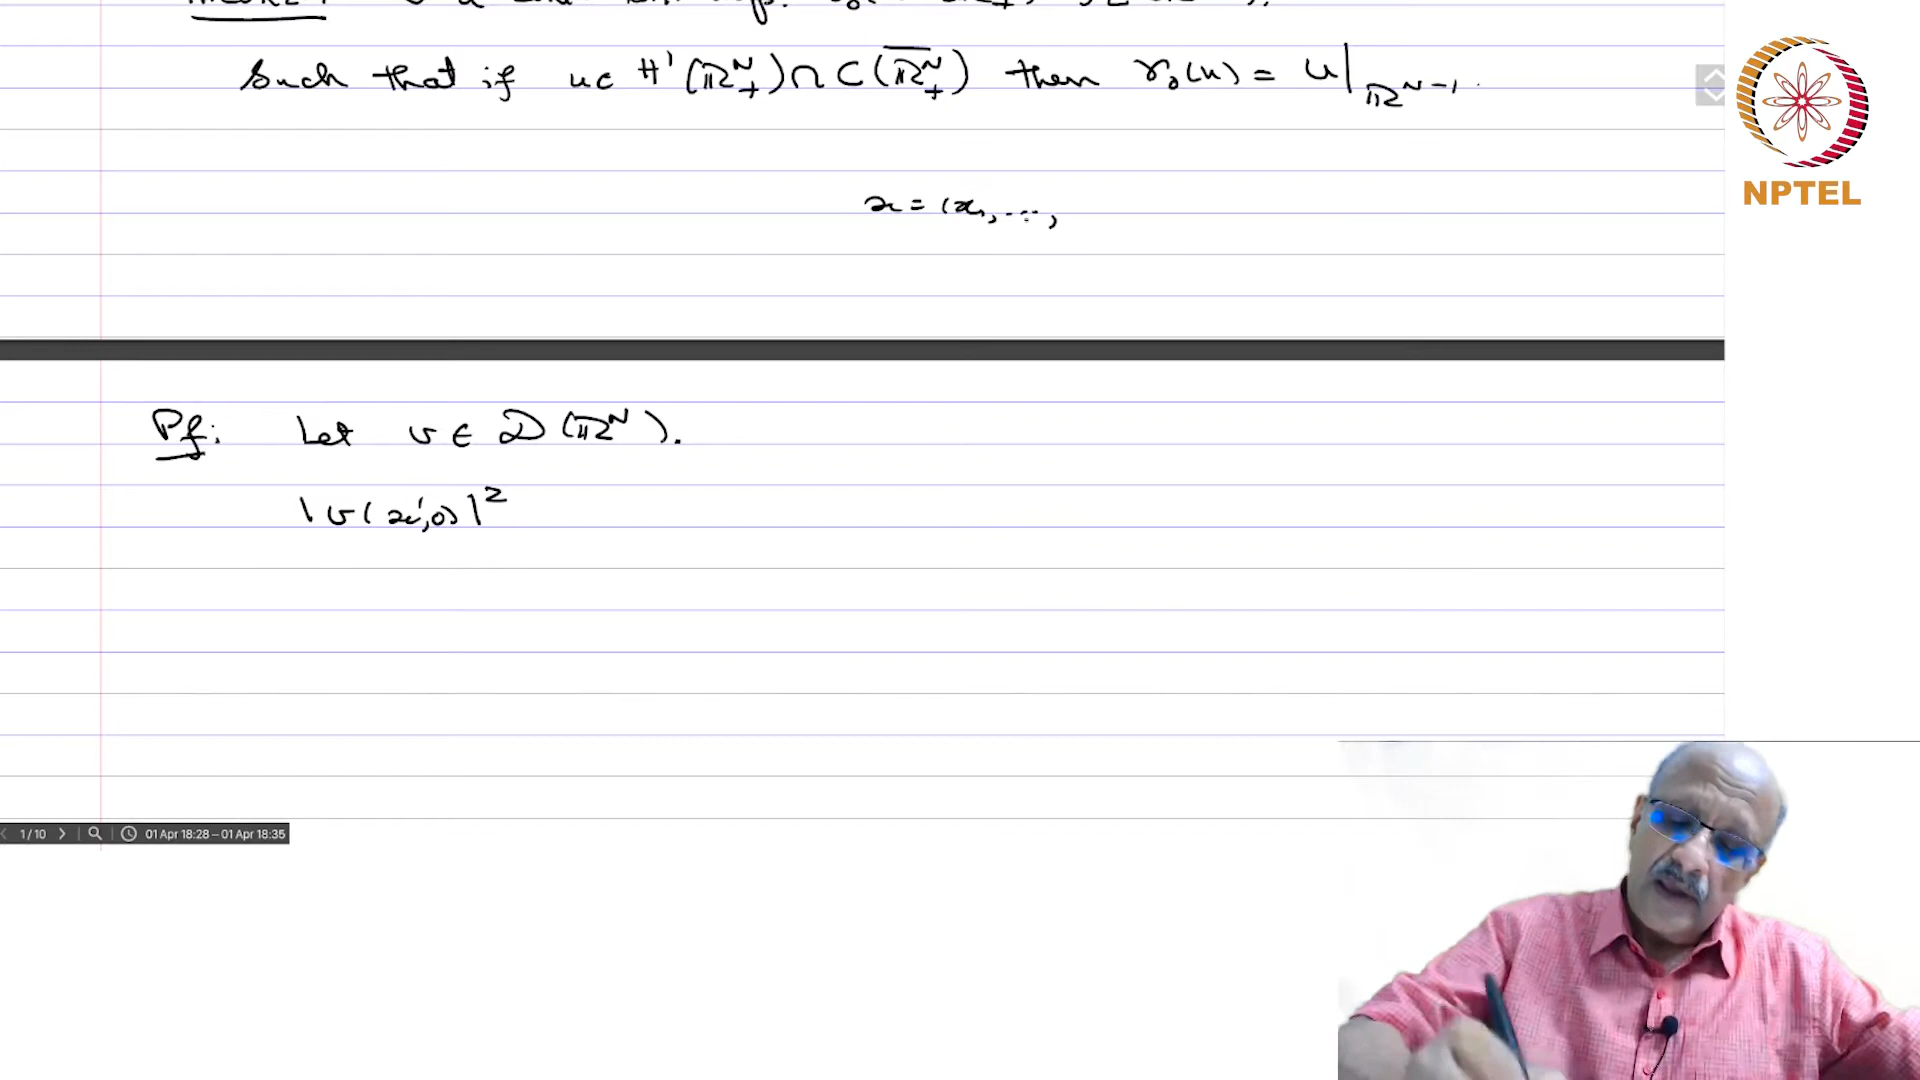 Such that if u ∈ H¹(ℝᴺ₊) ∩ C(\overline{ℝᴺ₊}) then γ₀(u) = u|_{ℝᴺ⁻¹}.
NPTEL
x = (x₁, ...,
Pf: Let v ∈ 𝒟(ℝᴺ).
|v(x',0)|²
1/10 01 Apr 18:28 – 01 Apr 18:35